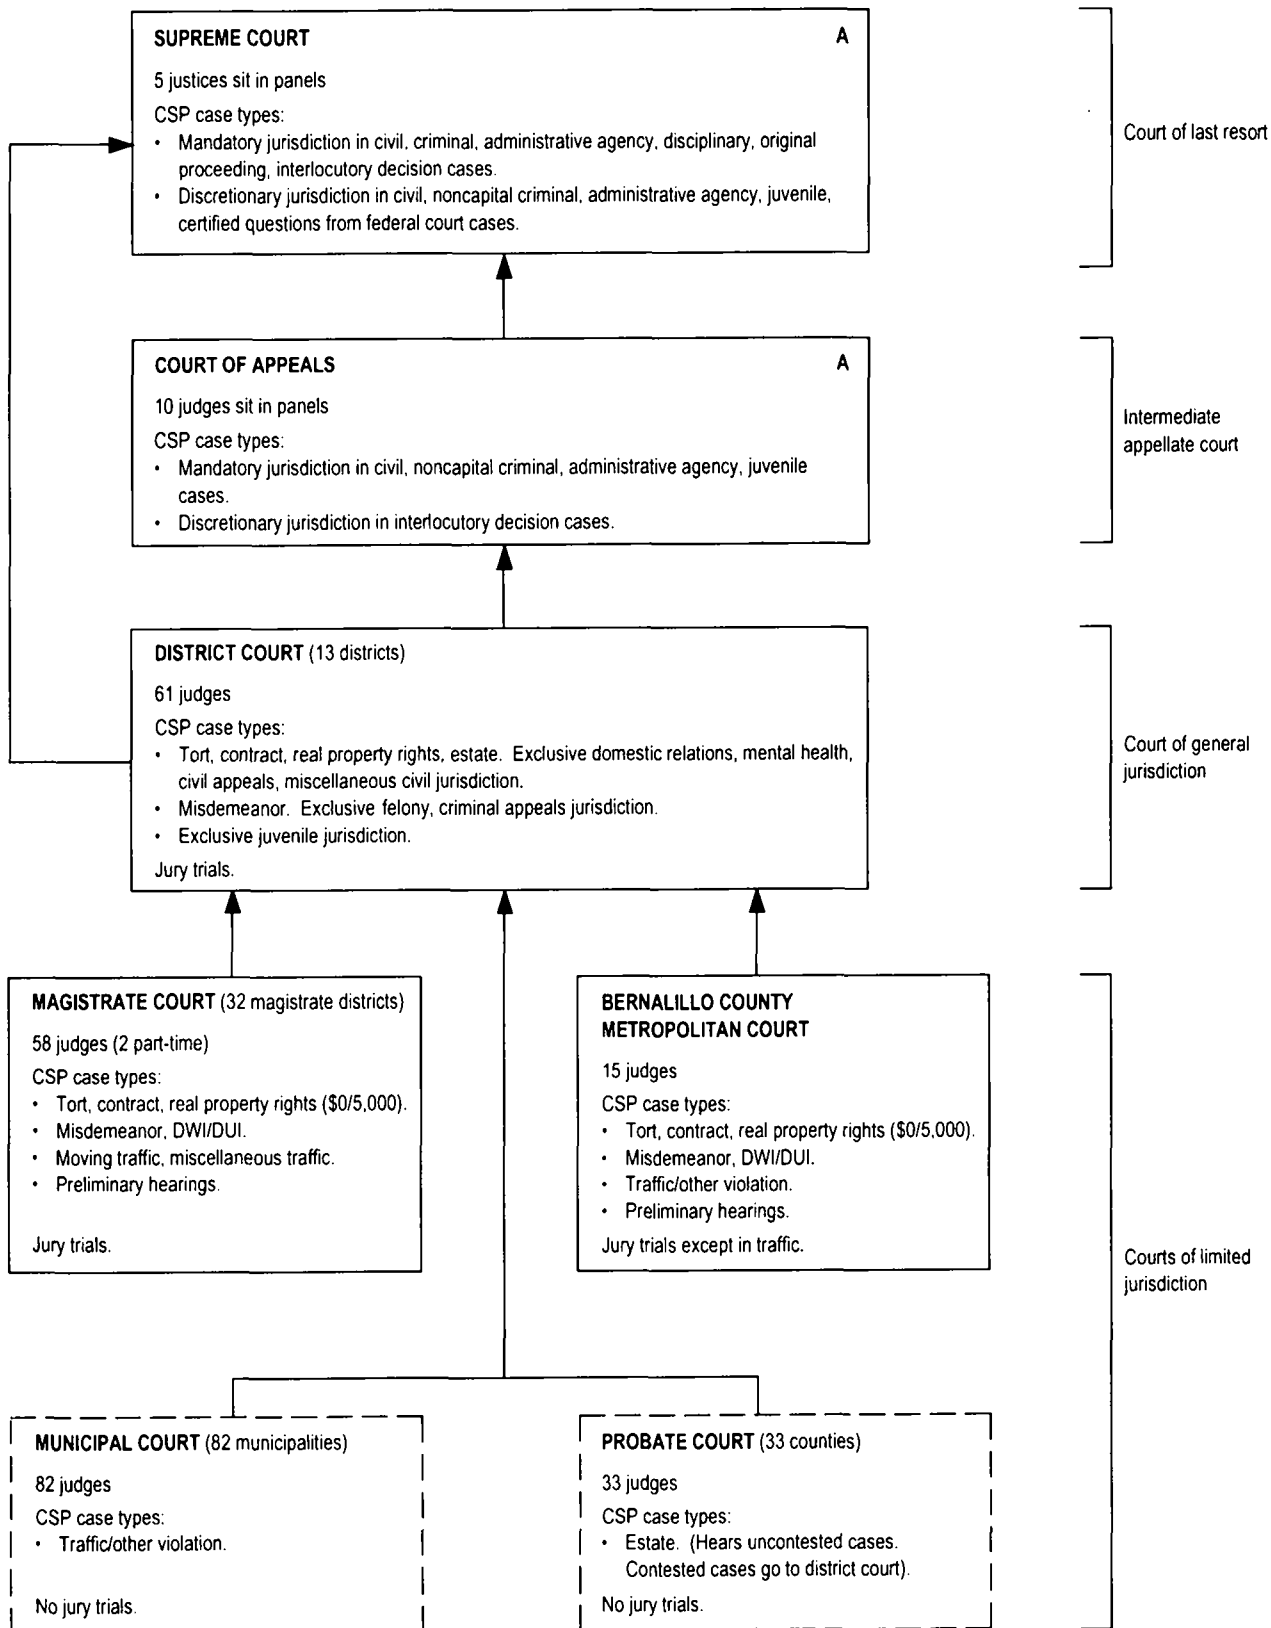 SUPREME COURT A
5 justices sit in panels
CSP case types:
• Mandatory jurisdiction in civil, criminal, administrative agency, disciplinary, original
proceeding, interlocutory decision cases.
• Discretionary jurisdiction in civil, noncapital criminal, administrative agency, juvenile,
certified questions from federal court cases.
Court of last resort
COURT OF APPEALS A
10 judges sit in panels
CSP case types:
• Mandatory jurisdiction in civil, noncapital criminal, administrative agency, juvenile
cases.
• Discretionary jurisdiction in interlocutory decision cases.
Intermediate
appellate court
DISTRICT COURT (13 districts)
61 judges
CSP case types:
• Tort, contract, real property rights, estate. Exclusive domestic relations, mental health,
civil appeals, miscellaneous civil jurisdiction.
• Misdemeanor. Exclusive felony, criminal appeals jurisdiction.
• Exclusive juvenile jurisdiction.
Jury trials.
Court of general
jurisdiction
MAGISTRATE COURT (32 magistrate districts)
58 judges (2 part-time)
CSP case types:
• Tort, contract, real property rights ($0/5,000).
• Misdemeanor, DWI/DUI.
• Moving traffic, miscellaneous traffic.
• Preliminary hearings.
Jury trials.
BERNALILLO COUNTY
METROPOLITAN COURT
15 judges
CSP case types:
• Tort, contract, real property rights ($0/5,000).
• Misdemeanor, DWI/DUI.
• Traffic/other violation.
• Preliminary hearings.
Jury trials except in traffic.
Courts of limited
jurisdiction
MUNICIPAL COURT (82 municipalities)
82 judges
CSP case types:
• Traffic/other violation.
No jury trials.
PROBATE COURT (33 counties)
33 judges
CSP case types:
• Estate. (Hears uncontested cases.
Contested cases go to district court).
No jury trials.